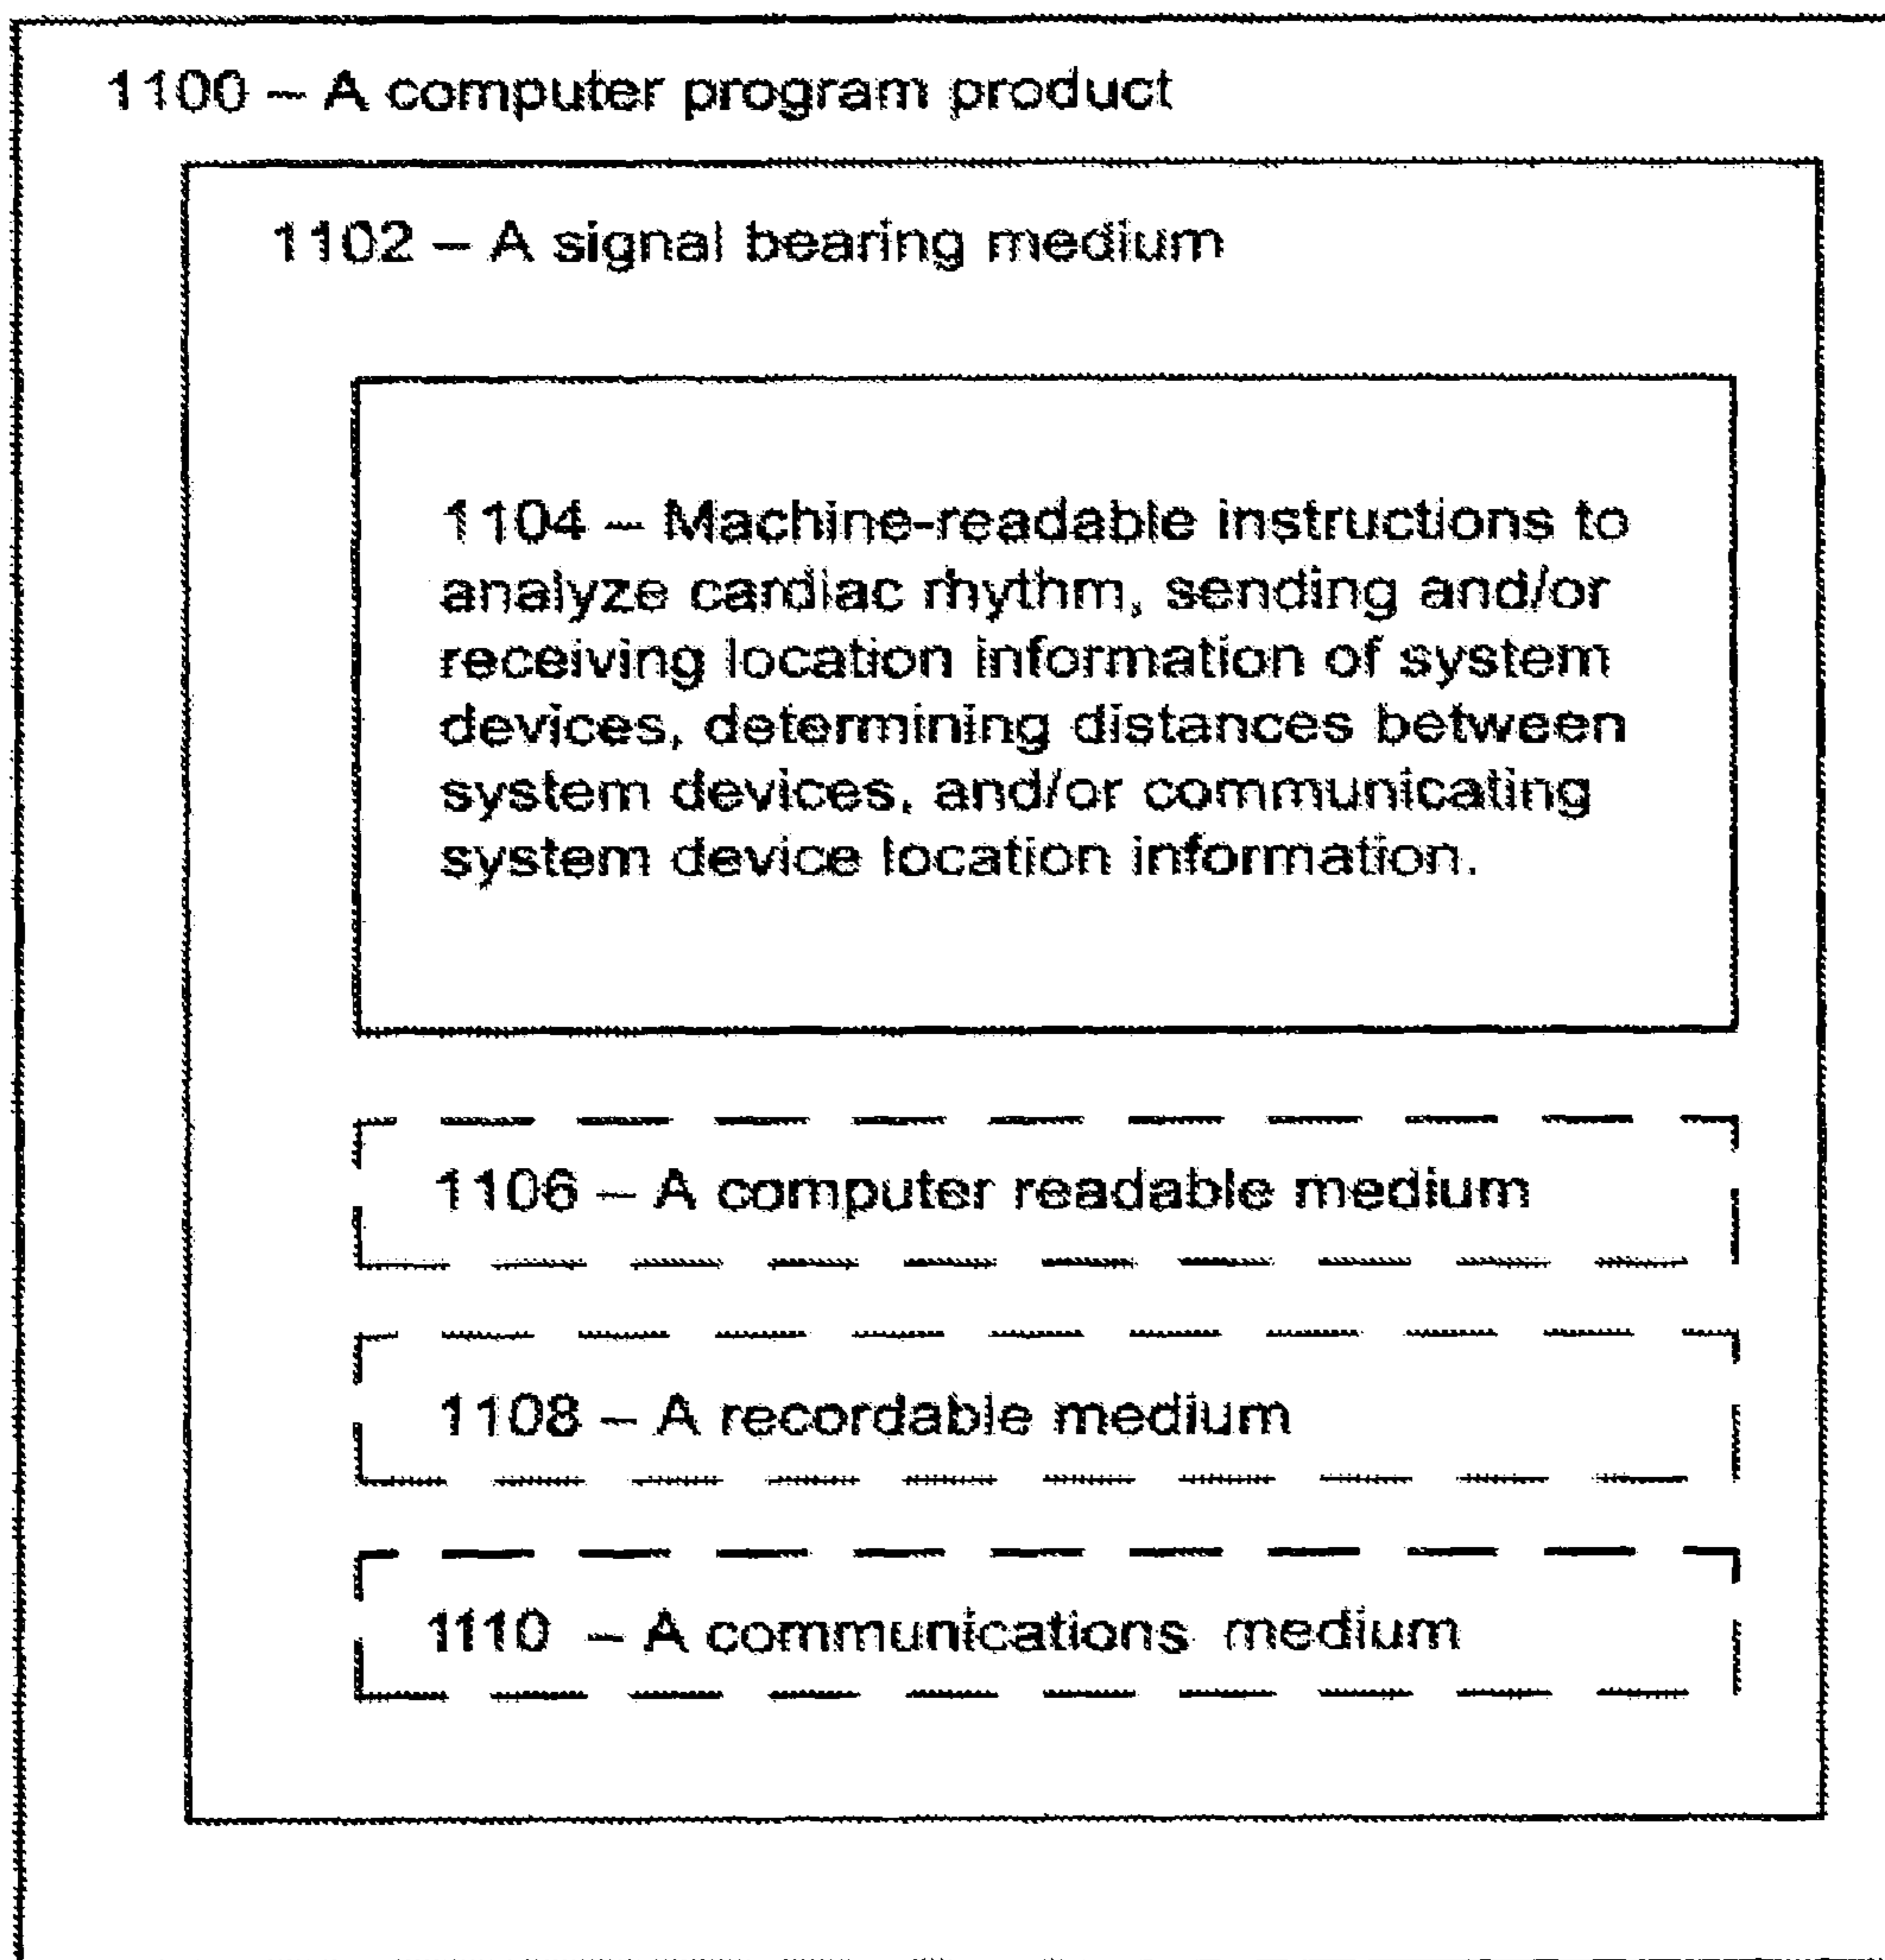 1100 – A computer program product
1102 – A signal bearing medium
1104 – Machine-readable instructions to
analyze cardiac rhythm, sending and/or
receiving location information of system
devices, determining distances between
system devices, and/or communicating
system device location information.
1106 – A computer readable medium
1108 – A recordable medium
1110 – A communications medium